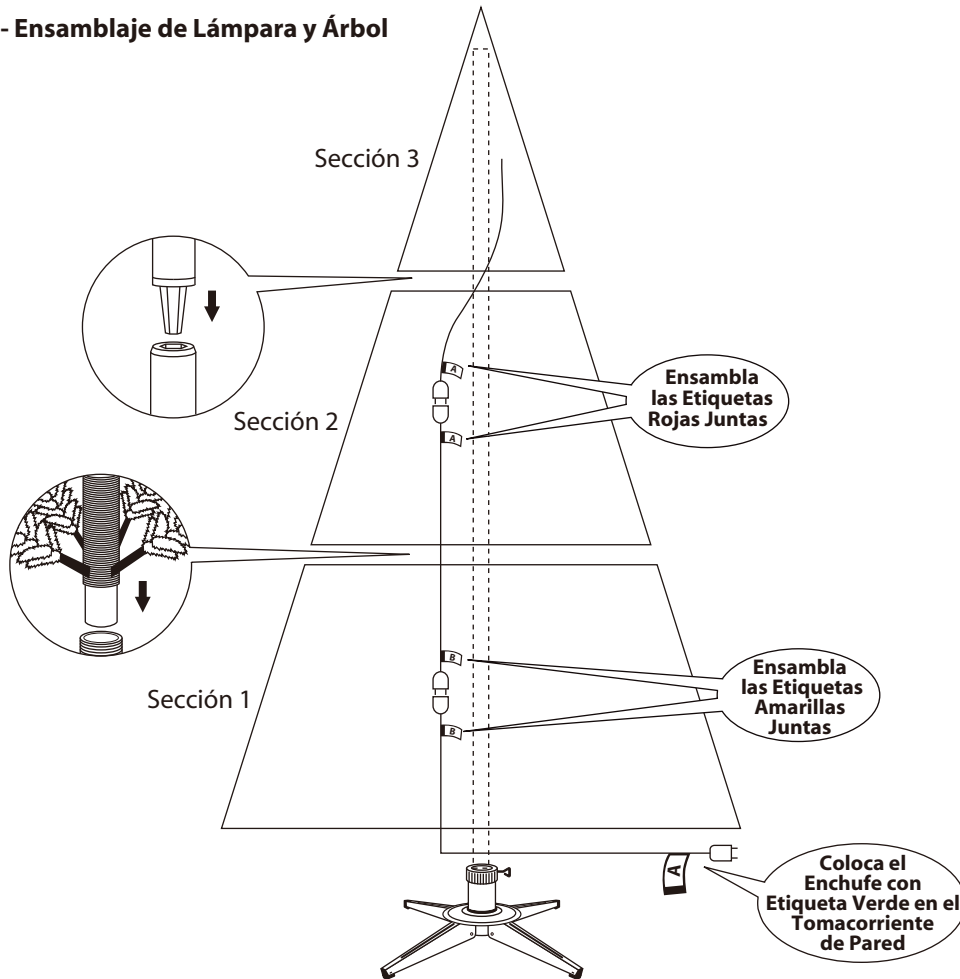 - Ensamblaje de Lámpara y Árbol
Sección 3
A
Ensambla
las Etiquetas
Rojas Juntas
Sección 2
A
B
Ensambla
las Etiquetas
Amarillas
Juntas
Sección 1
B
A
Coloca el
Enchufe con
Etiqueta Verde en el
Tomacorriente
de Pared